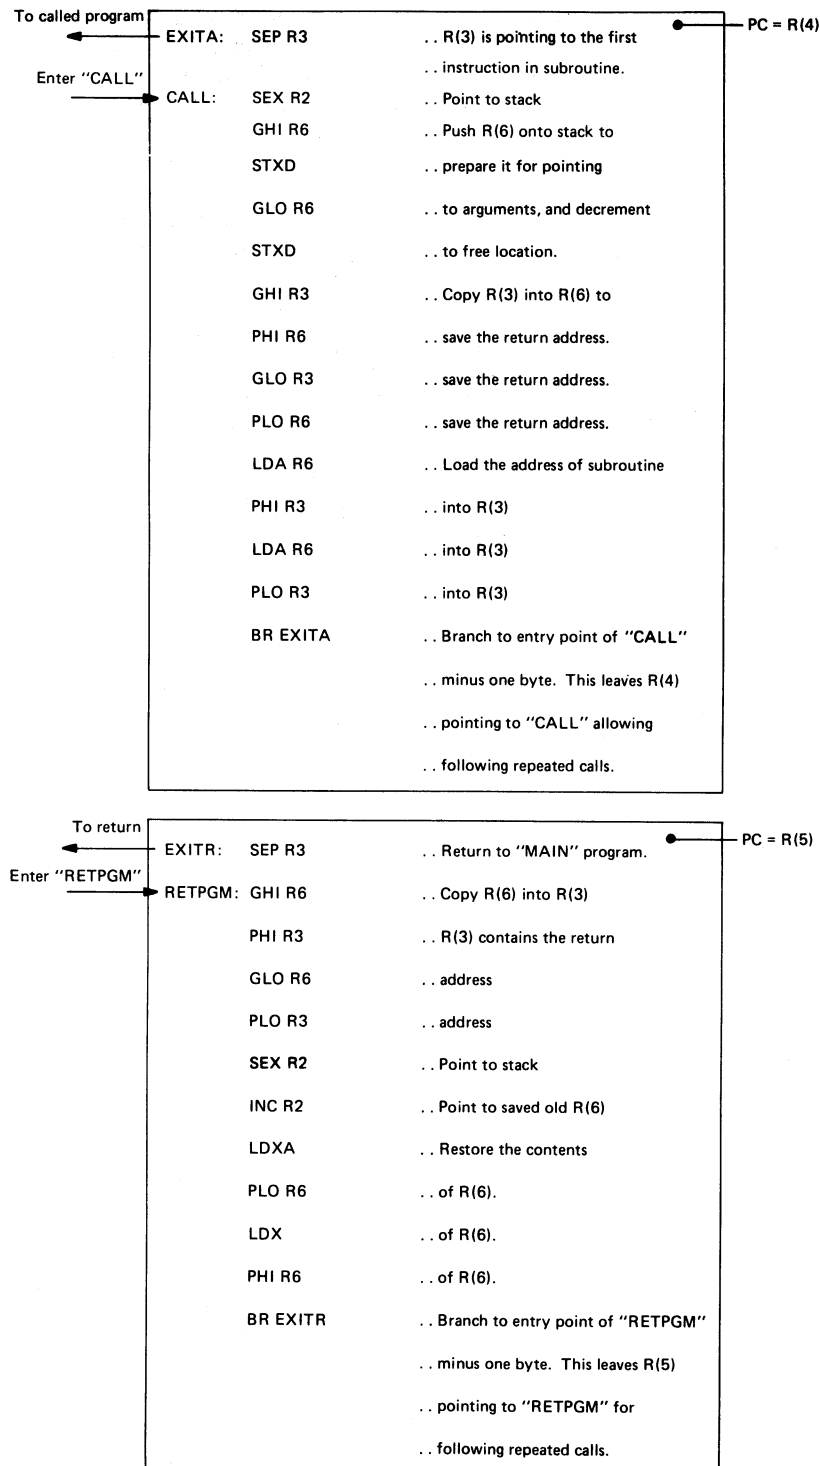 To called program
EXITA: SEP R3 .. R(3) is pointing to the first PC = R(4)
.. instruction in subroutine.
Enter "CALL"
CALL: SEX R2 .. Point to stack
GHI R6 .. Push R(6) onto stack to
STXD .. prepare it for pointing
GLO R6 .. to arguments, and decrement
STXD .. to free location.
GHI R3 .. Copy R(3) into R(6) to
PHI R6 .. save the return address.
GLO R3 .. save the return address.
PLO R6 .. save the return address.
LDA R6 .. Load the address of subroutine
PHI R3 .. into R(3)
LDA R6 .. into R(3)
PLO R3 .. into R(3)
BR EXITA .. Branch to entry point of "CALL"
.. minus one byte. This leaves R(4)
.. pointing to "CALL" allowing
.. following repeated calls.
To return
EXITR: SEP R3 .. Return to "MAIN" program. PC = R(5)
Enter "RETPGM"
RETPGM: GHI R6 .. Copy R(6) into R(3)
PHI R3 .. R(3) contains the return
GLO R6 .. address
PLO R3 .. address
SEX R2 .. Point to stack
INC R2 .. Point to saved old R(6)
LDXA .. Restore the contents
PLO R6 .. of R(6).
LDX .. of R(6).
PHI R6 .. of R(6).
BR EXITR .. Branch to entry point of "RETPGM"
.. minus one byte. This leaves R(5)
.. pointing to "RETPGM" for
.. following repeated calls.